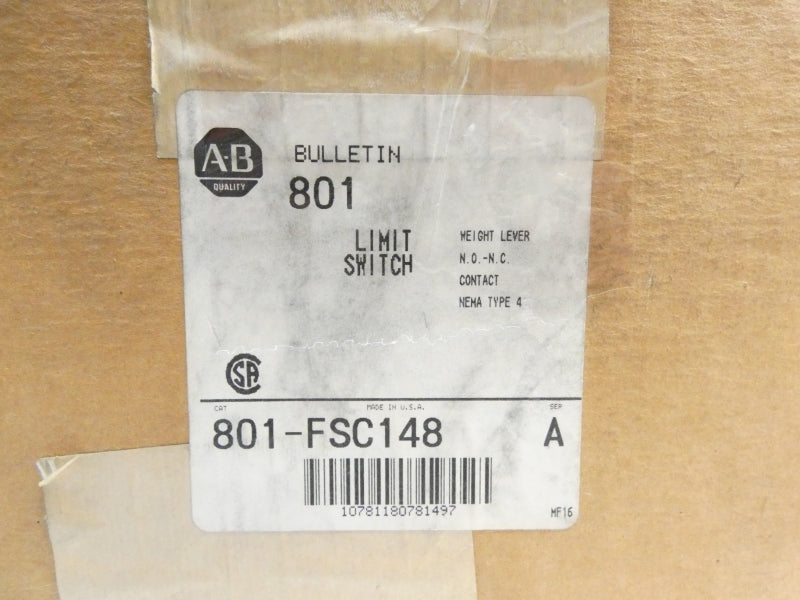 A-B
QUALITY
BULLETIN
801
LIMIT
SWITCH
WEIGHT LEVER
N.O.-N.C.
CONTACT
NEMA TYPE 4
SA
CAT
MADE IN U.S.A.
SER
801-FSC148
A
10781180781497
MF16